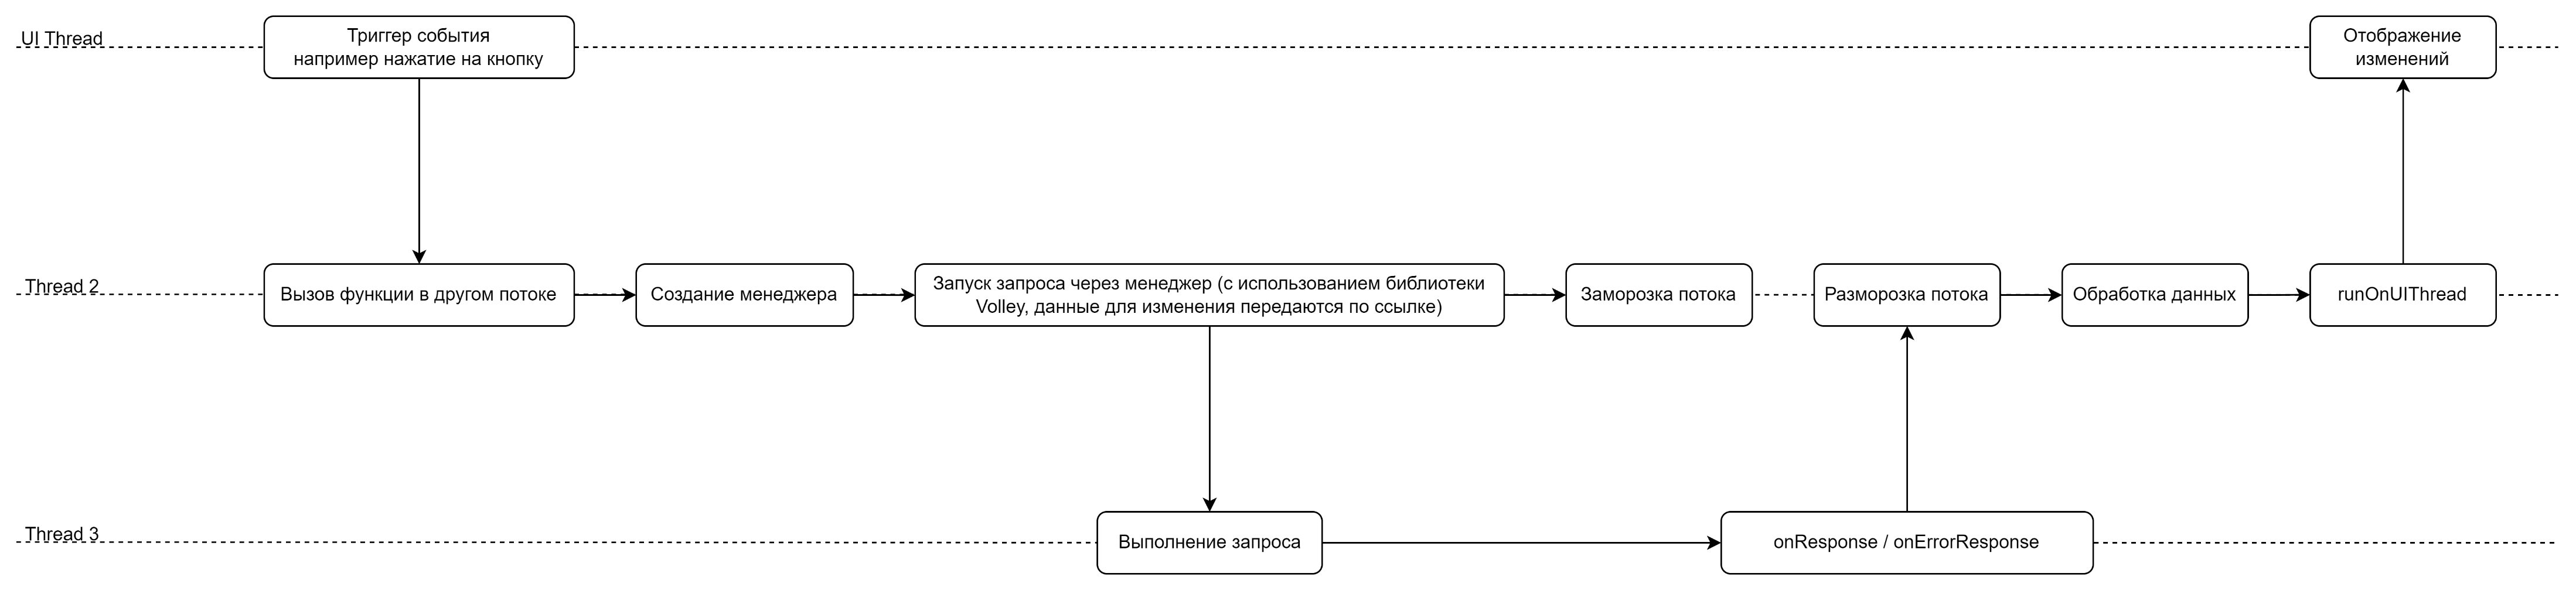 UI Thread
Триггер события
например нажатие на кнопку
Отображение
изменений
Thread 2
Вызов функции в другом потоке
Создание менеджера
Запуск запроса через менеджер (с использованием библиотеки
Volley, данные для изменения передаются по ссылке)
Заморозка потока
Разморозка потока
Обработка данных
runOnUIThread
Thread 3
Выполнение запроса
onResponse / onErrorResponse